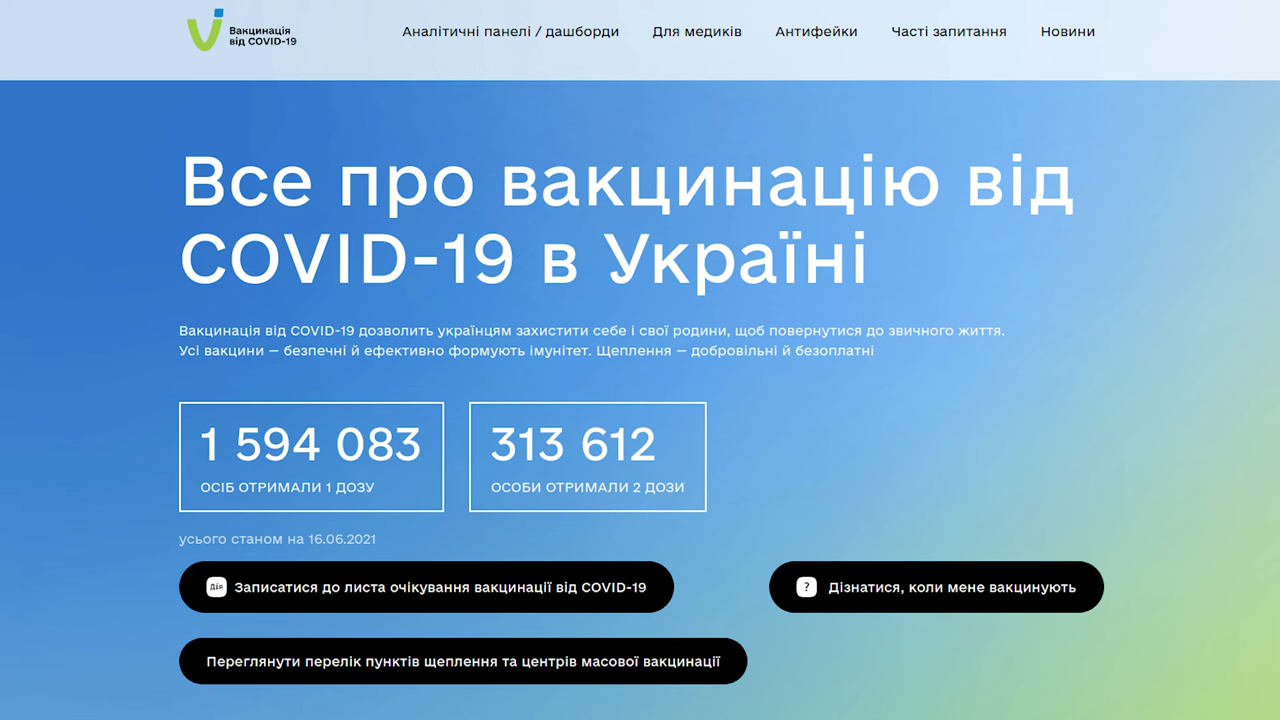 Вакцинація
від COVID-19
Аналітичні панелі / дашборди
Для медиків
Антифейки
Часті запитання
Новини
Все про вакцинацію від
COVID-19 в Україні
Вакцинація від COVID-19 дозволить українцям захистити себе і свої родини, щоб повернутися до звичного життя.
Усі вакцини — безпечні й ефективно формують імунітет. Щеплення — добровільні й безоплатні
1 594 083
ОСІБ ОТРИМАЛИ 1 ДОЗУ
313 612
ОСОБИ ОТРИМАЛИ 2 ДОЗИ
усього станом на 16.06.2021
Дія Записатися до листа очікування вакцинації від COVID-19
? Дізнатися, коли мене вакцинують
Переглянути перелік пунктів щеплення та центрів масової вакцинації